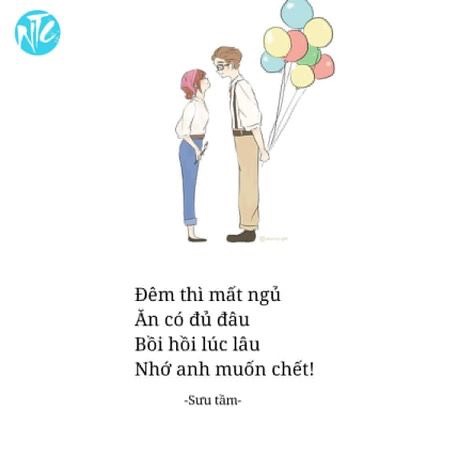 NTC
Đêm thì mất ngủ
Ăn có đủ đâu
Bồi hồi lúc lâu
Nhớ anh muốn chết!
-Sưu tầm-